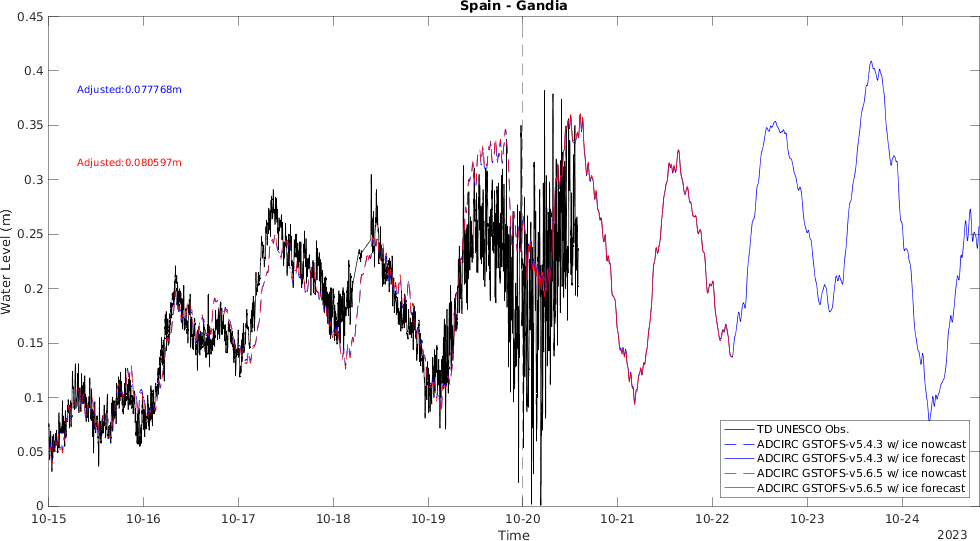 Spain - Gandia
0.45
0.4
0.35
0.3
0.25
0.2
0.15
0.1
0.05
0
Water Level (m)
Adjusted:0.077768m
Adjusted:0.080597m
TD UNESCO Obs.
ADCIRC GSTOFS-v5.4.3 w/ ice nowcast
ADCIRC GSTOFS-v5.4.3 w/ ice forecast
ADCIRC GSTOFS-v5.6.5 w/ ice nowcast
ADCIRC GSTOFS-v5.6.5 w/ ice forecast
10-15 10-16 10-17 10-18 10-19 10-20 10-21 10-22 10-23 10-24
Time
2023